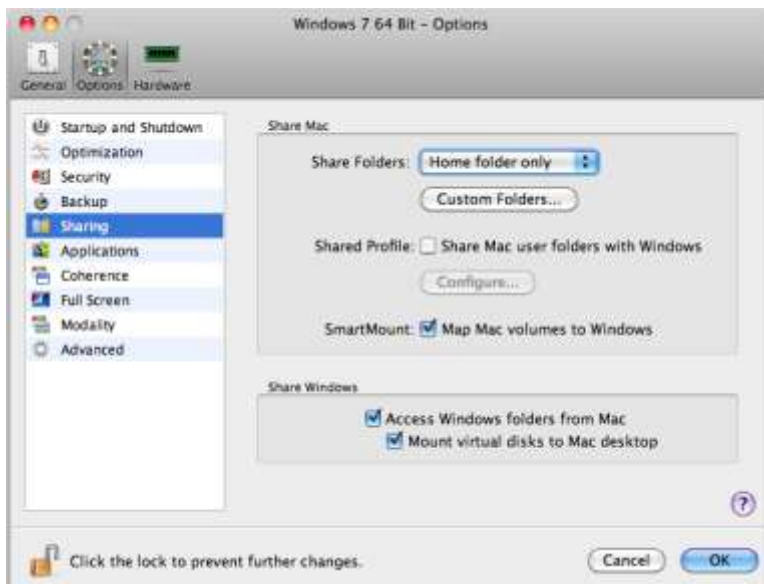 Windows 7 64 Bit - Options
General Options Hardware
Startup and Shutdown
Optimization
Security
Backup
Sharing
Applications
Coherence
Full Screen
Modality
Advanced
Share Mac
Share Folders: Home folder only
Custom Folders...
Shared Profile: Share Mac user folders with Windows
Configure...
SmartMount: Map Mac volumes to Windows
Share Windows
Access Windows folders from Mac
Mount virtual disks to Mac desktop
?
Click the lock to prevent further changes.
Cancel OK